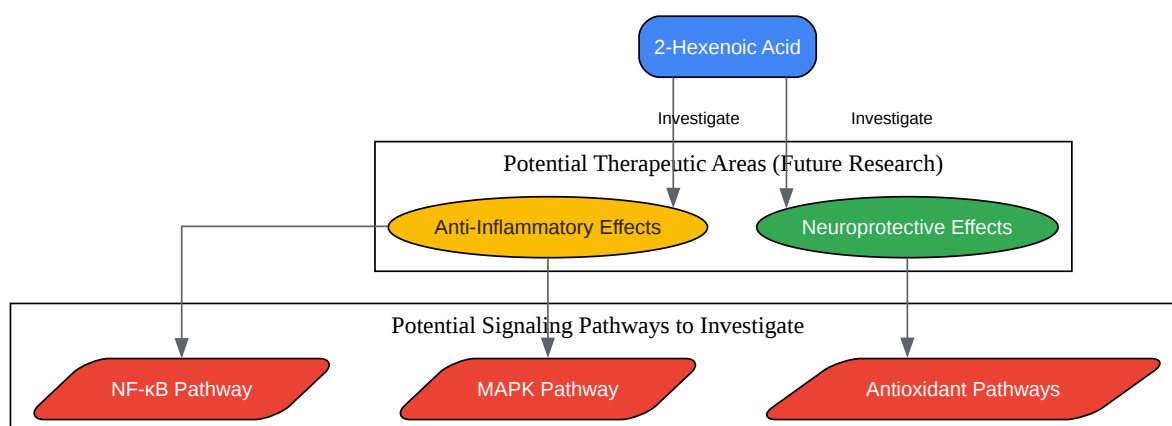 2-Hexenoic Acid
Investigate
Investigate
Potential Therapeutic Areas (Future Research)
Anti-Inflammatory Effects
Neuroprotective Effects
Potential Signaling Pathways to Investigate
NF-κB Pathway
MAPK Pathway
Antioxidant Pathways